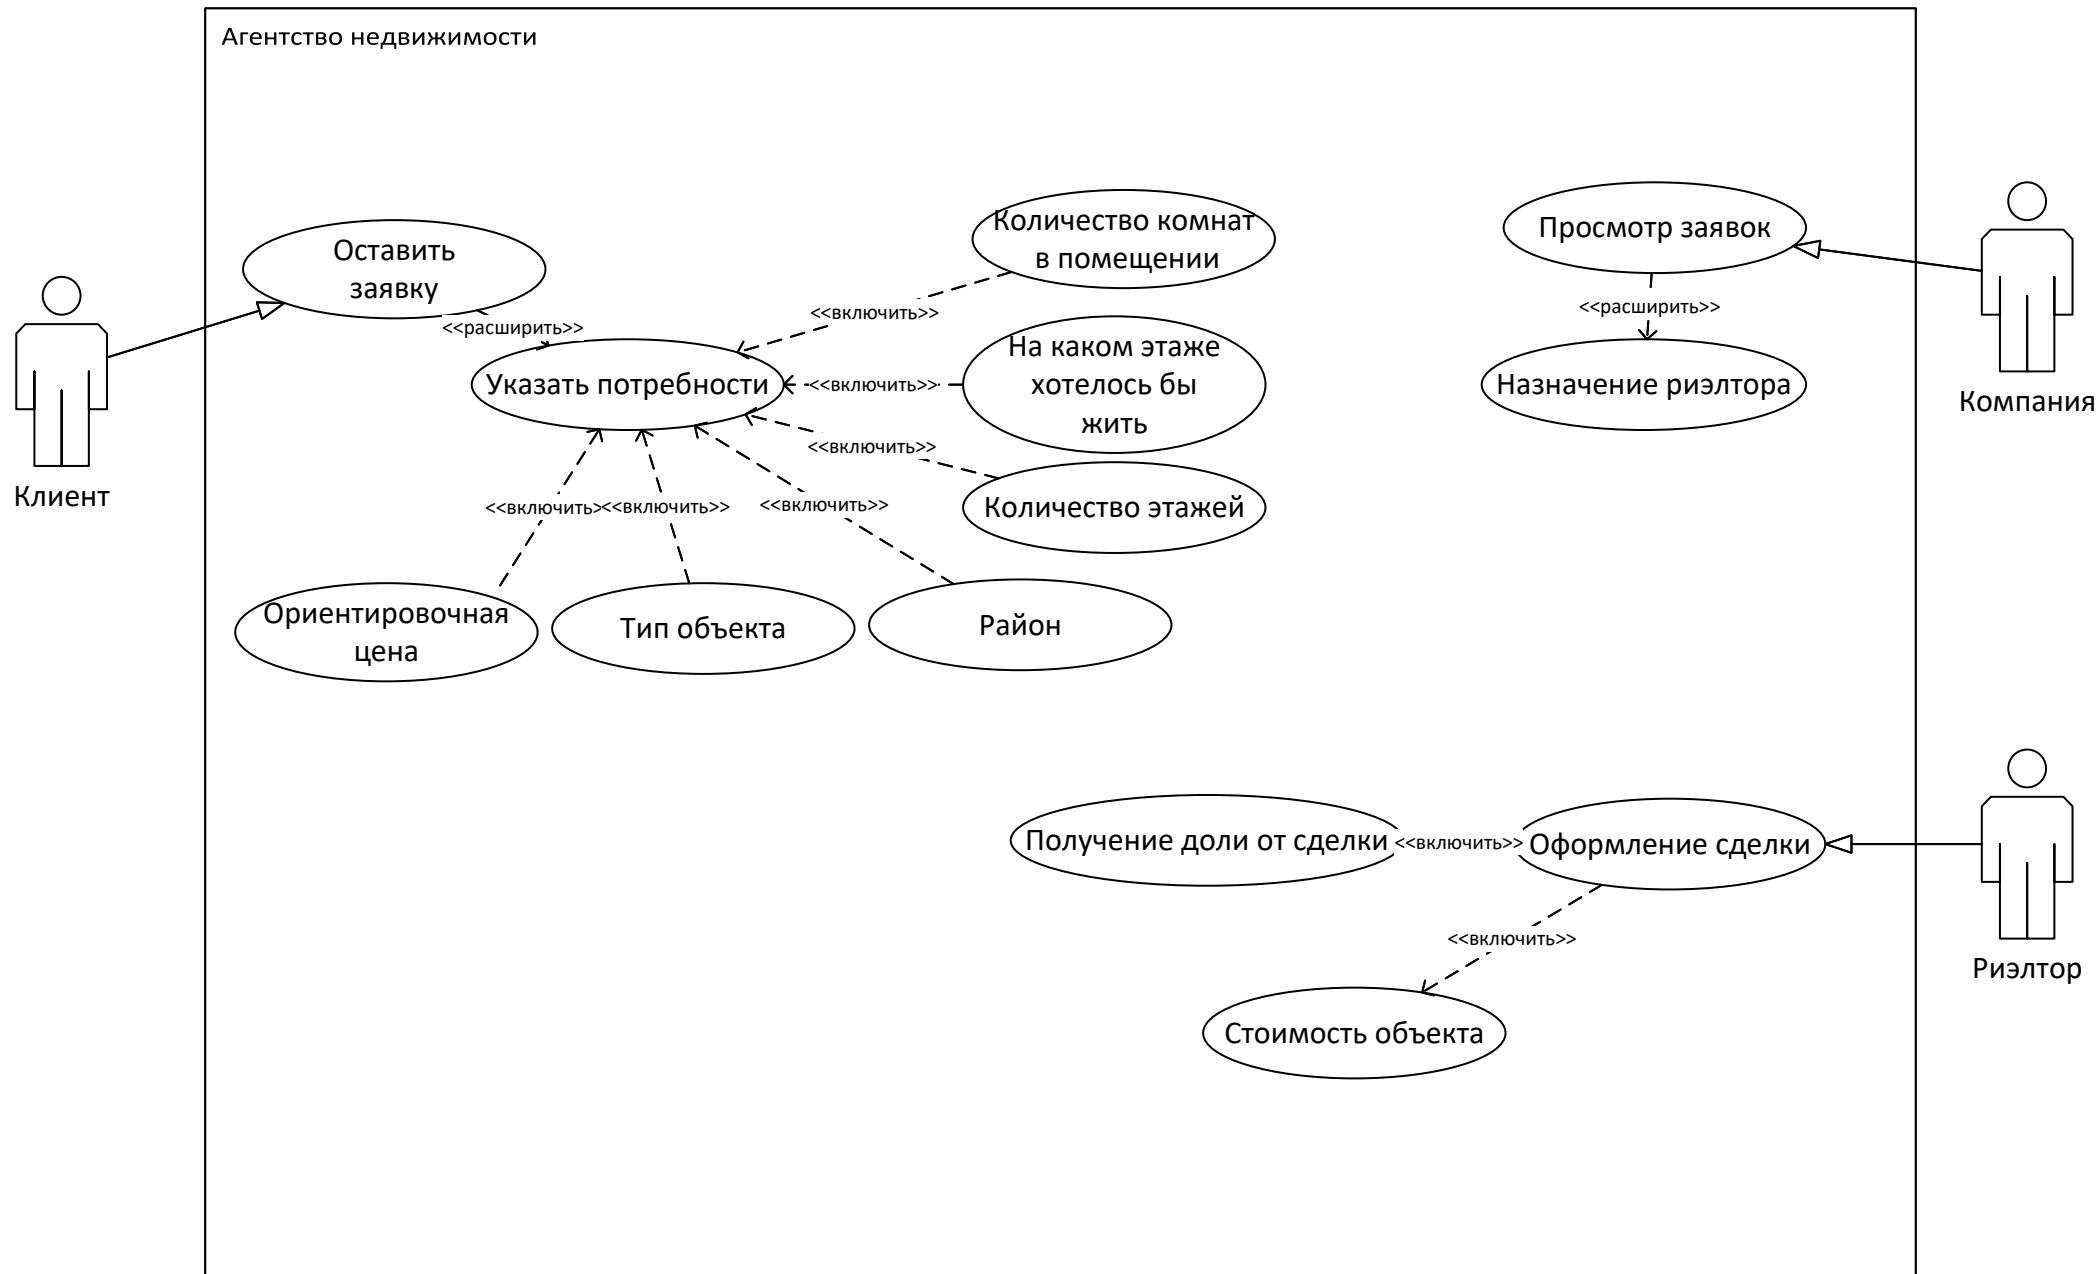 Агентство недвижимости
Количество комнат
в помещении
Просмотр заявок
Оставить
заявку
<<включить>>
<<расширить>>
<<расширить>>
На каком этаже
хотелось бы
жить
Указать потребности
<<включить>>
Назначение риэлтора
Компания
<<включить>>
Клиент
<<включить>>
<<включить>>
<<включить>>
Количество этажей
Ориентировочная
цена
Тип объекта
Район
Получение доли от сделки
<<включить>>
Оформление сделки
<<включить>>
Риэлтор
Стоимость объекта